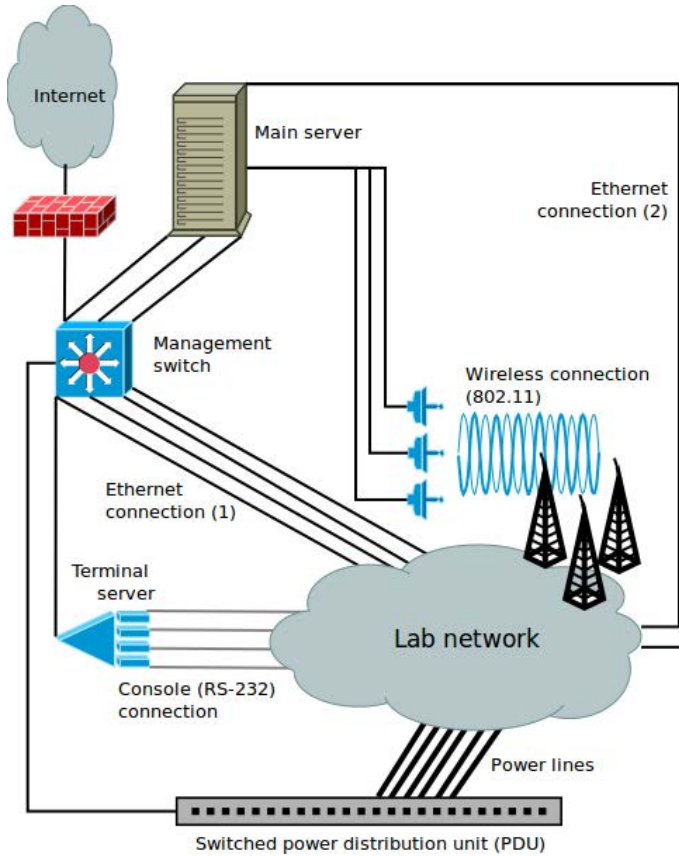 Internet
Main server
Ethernet
connection (2)
Management
switch
Wireless connection
(802.11)
Ethernet
connection (1)
Terminal
server
Lab network
Console (RS-232)
connection
Power lines
Switched power distribution unit (PDU)